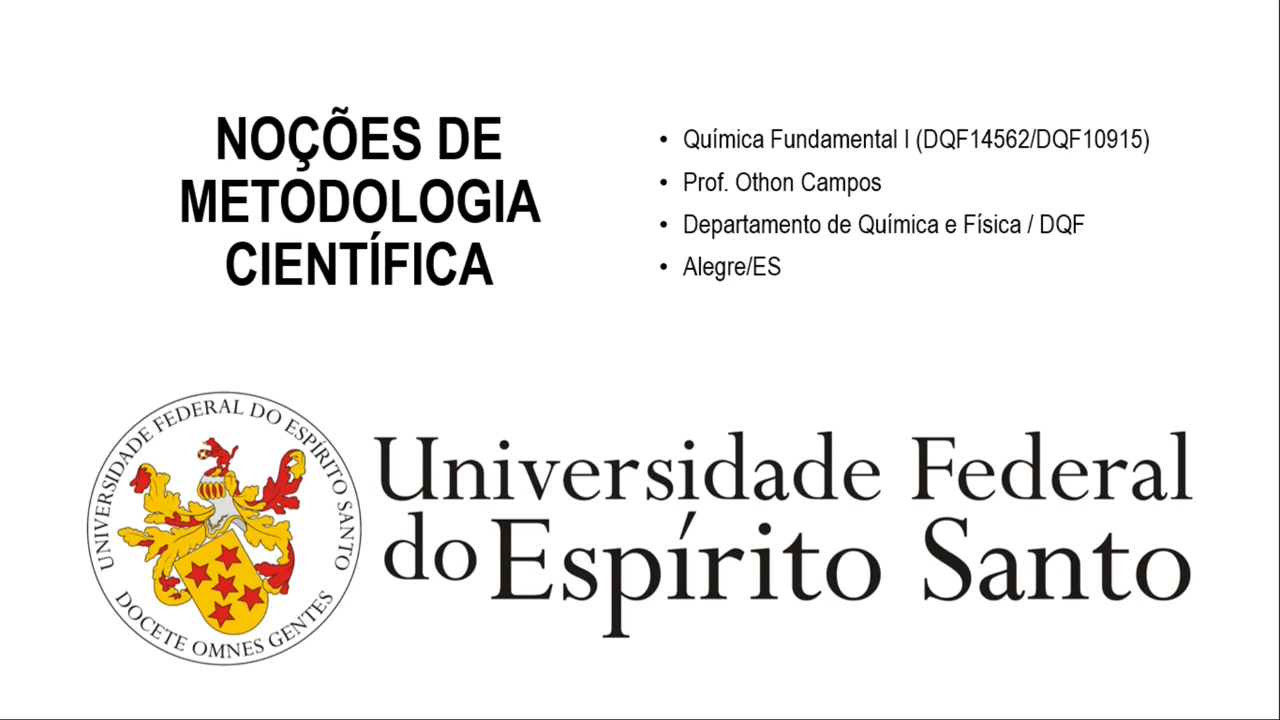 NOÇÕES DE
METODOLOGIA
CIENTÍFICA
• Química Fundamental I (DQF14562/DQF10915)
• Prof. Othon Campos
• Departamento de Química e Física / DQF
• Alegre/ES
UNIVERSIDADE FEDERAL DO ESPÍRITO SANTO
DOCETE OMNES GENTES
Universidade Federal
do Espírito Santo